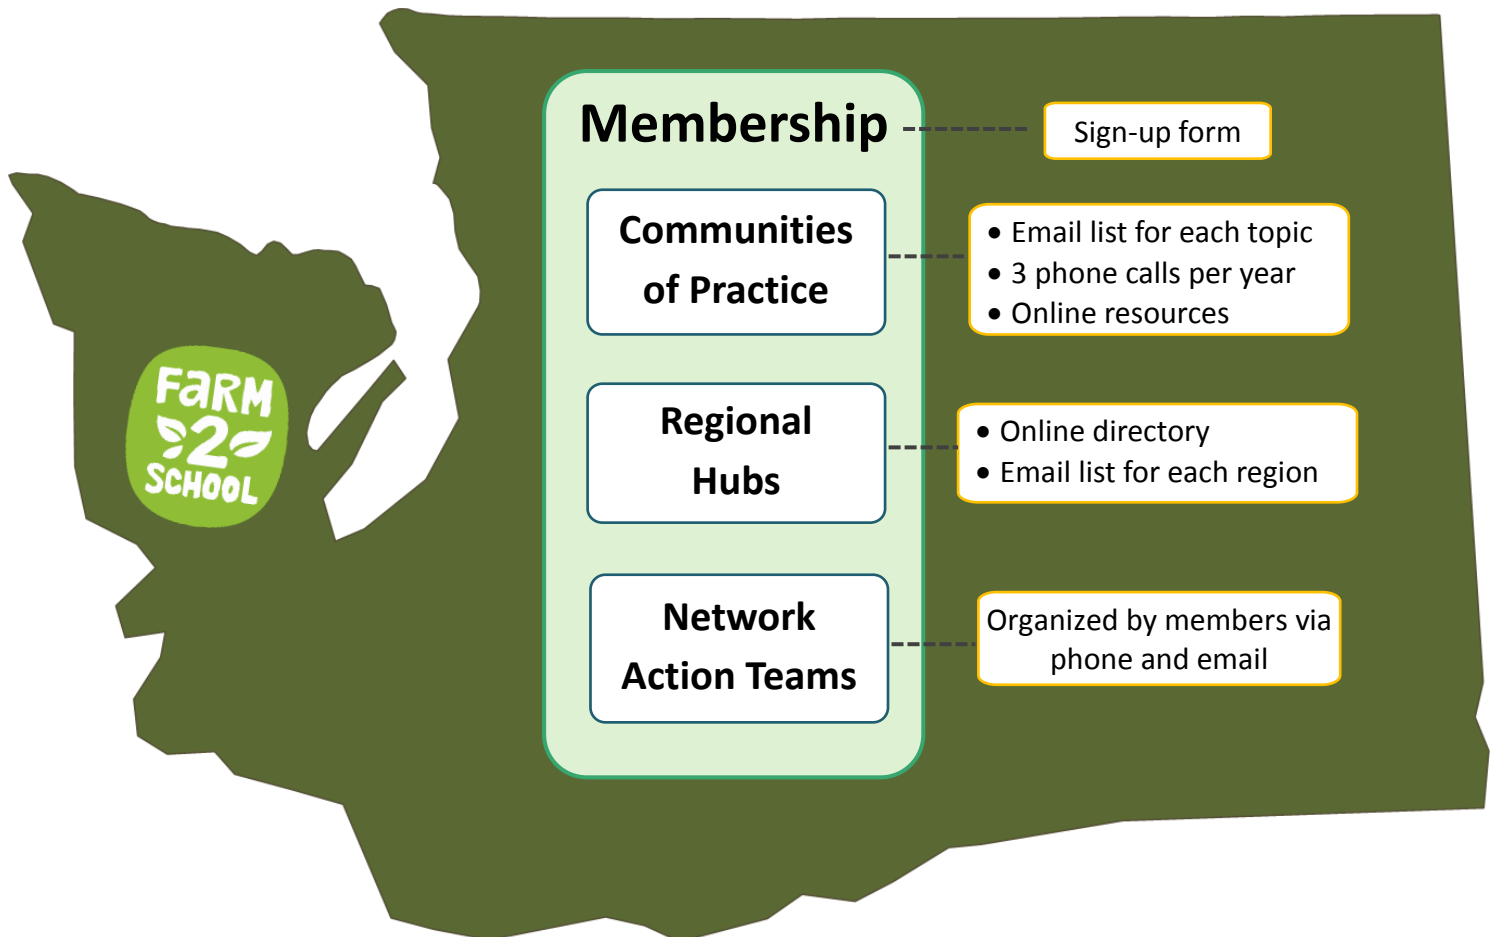 Membership
Sign-up form
Communities
of Practice
• Email list for each topic
• 3 phone calls per year
• Online resources
Regional
Hubs
• Online directory
• Email list for each region
Network
Action Teams
Organized by members via
phone and email
FaRM
2
SCHOOL